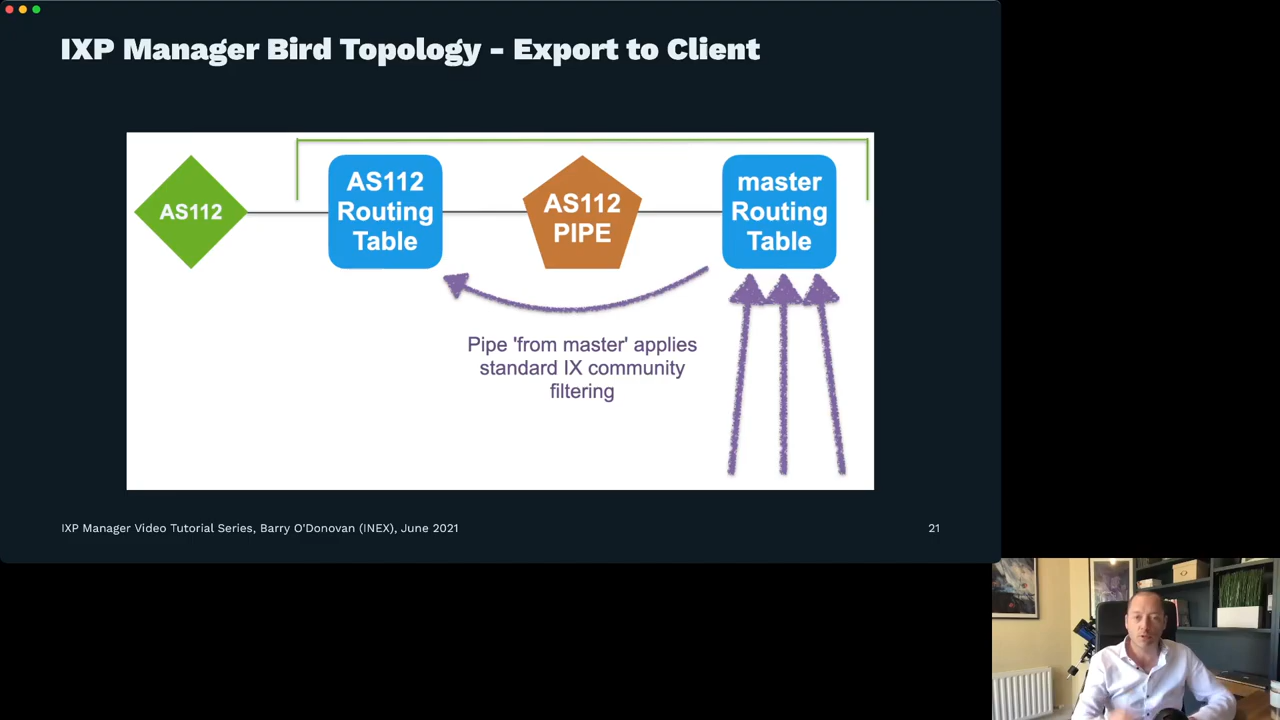 IXP Manager Bird Topology - Export to Client
AS112
AS112
Routing
Table
AS112
PIPE
master
Routing
Table
Pipe 'from master' applies
standard IX community
filtering
IXP Manager Video Tutorial Series, Barry O'Donovan (INEX), June 2021
21